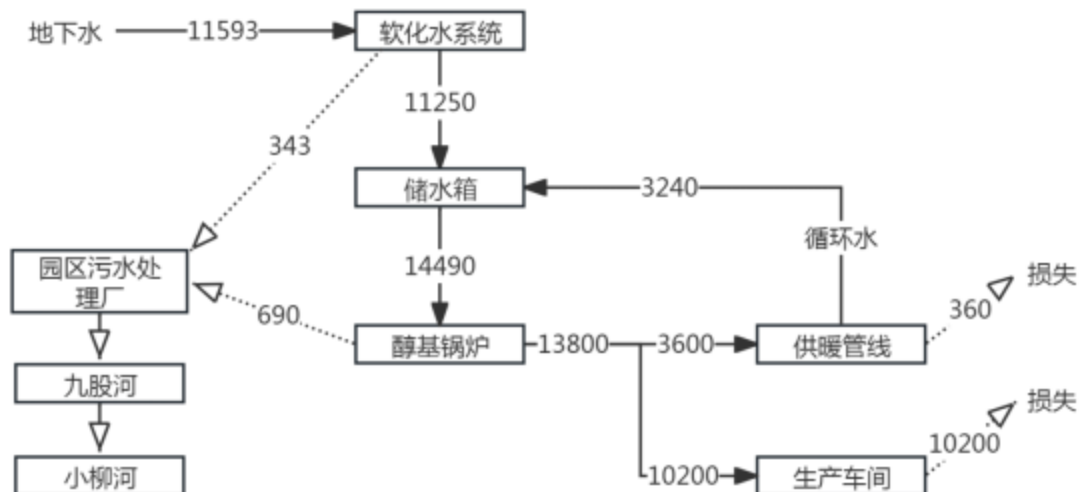 地下水
11593
软化水系统
11250
343
储水箱
3240
循环水
园区污水处
理厂
14490
损失
690
360
醇基锅炉
13800
3600
供暖管线
九股河
损失
10200
小柳河
10200
生产车间